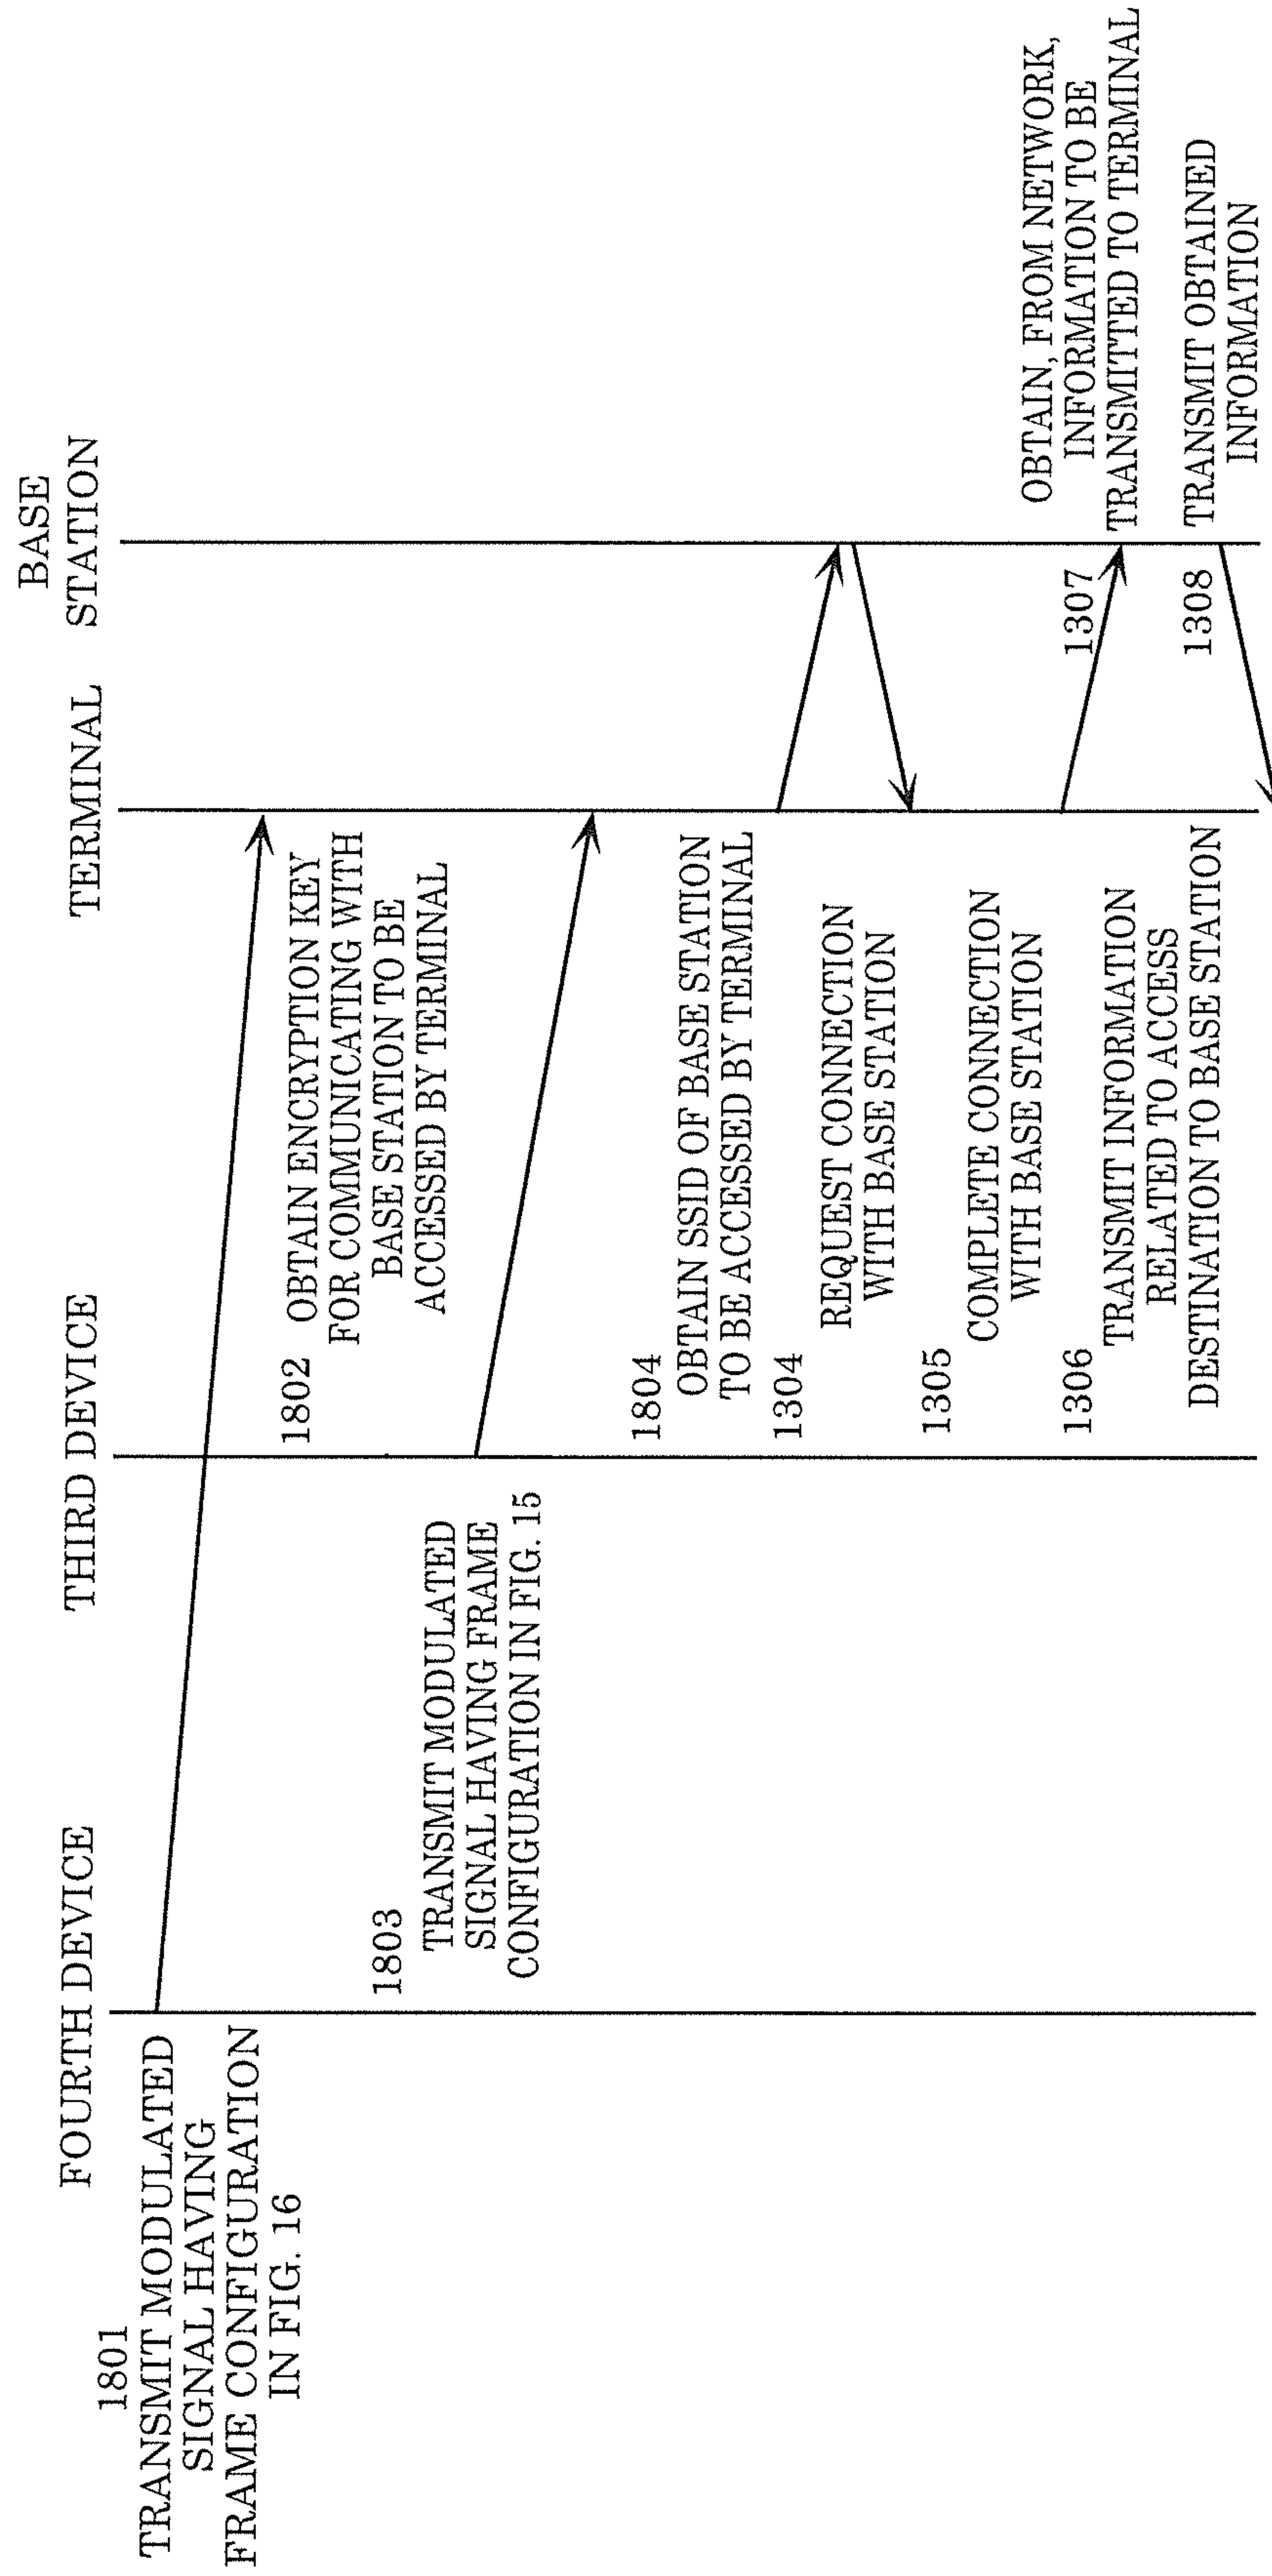 FOURTH DEVICE
THIRD DEVICE
TERMINAL
BASE
STATION
1801
TRANSMIT MODULATED
SIGNAL HAVING
FRAME CONFIGURATION
IN FIG. 16
1802
OBTAIN ENCRYPTION KEY
FOR COMMUNICATING WITH
BASE STATION TO BE
ACCESSED BY TERMINAL
1803
TRANSMIT MODULATED
SIGNAL HAVING FRAME
CONFIGURATION IN FIG. 15
1804
OBTAIN SSID OF BASE STATION
TO BE ACCESSED BY TERMINAL
1304
REQUEST CONNECTION
WITH BASE STATION
1305
COMPLETE CONNECTION
WITH BASE STATION
1306
TRANSMIT INFORMATION
RELATED TO ACCESS
DESTINATION TO BASE STATION
1307
OBTAIN, FROM NETWORK,
INFORMATION TO BE
TRANSMITTED TO TERMINAL
1308
TRANSMIT OBTAINED
INFORMATION